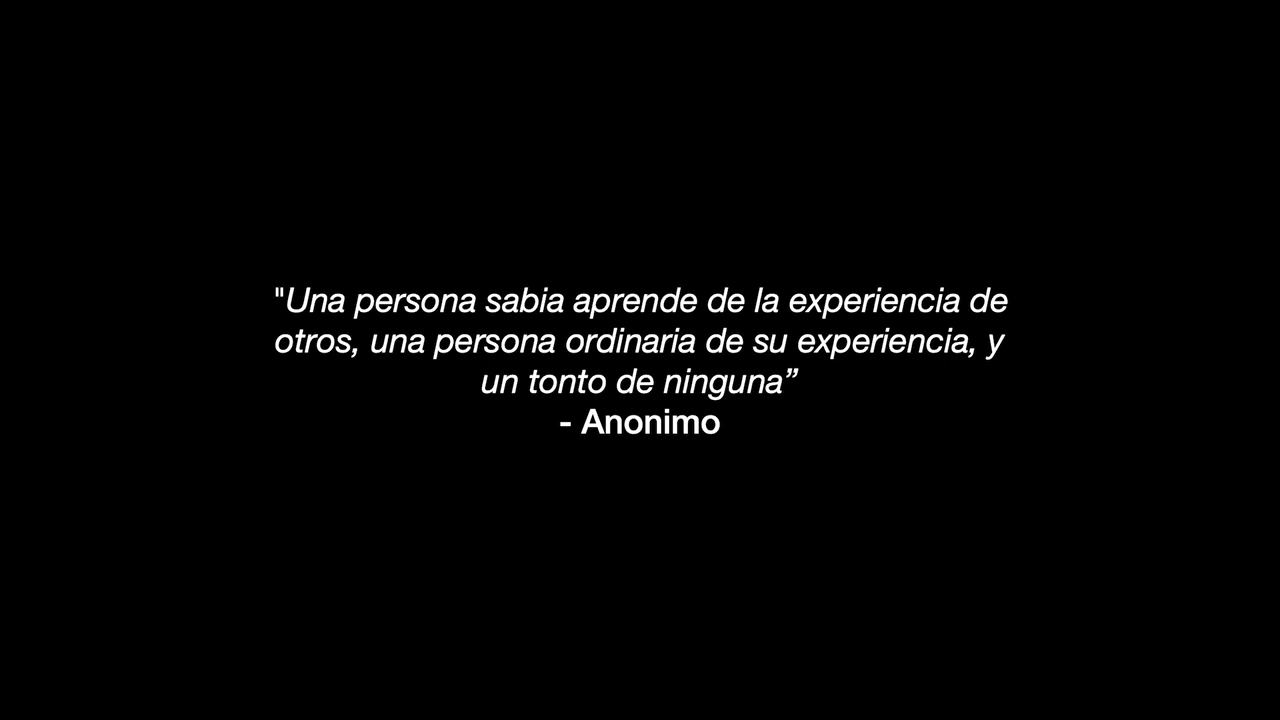 "Una persona sabia aprende de la experiencia de
otros, una persona ordinaria de su experiencia, y
un tonto de ninguna”
- Anonimo